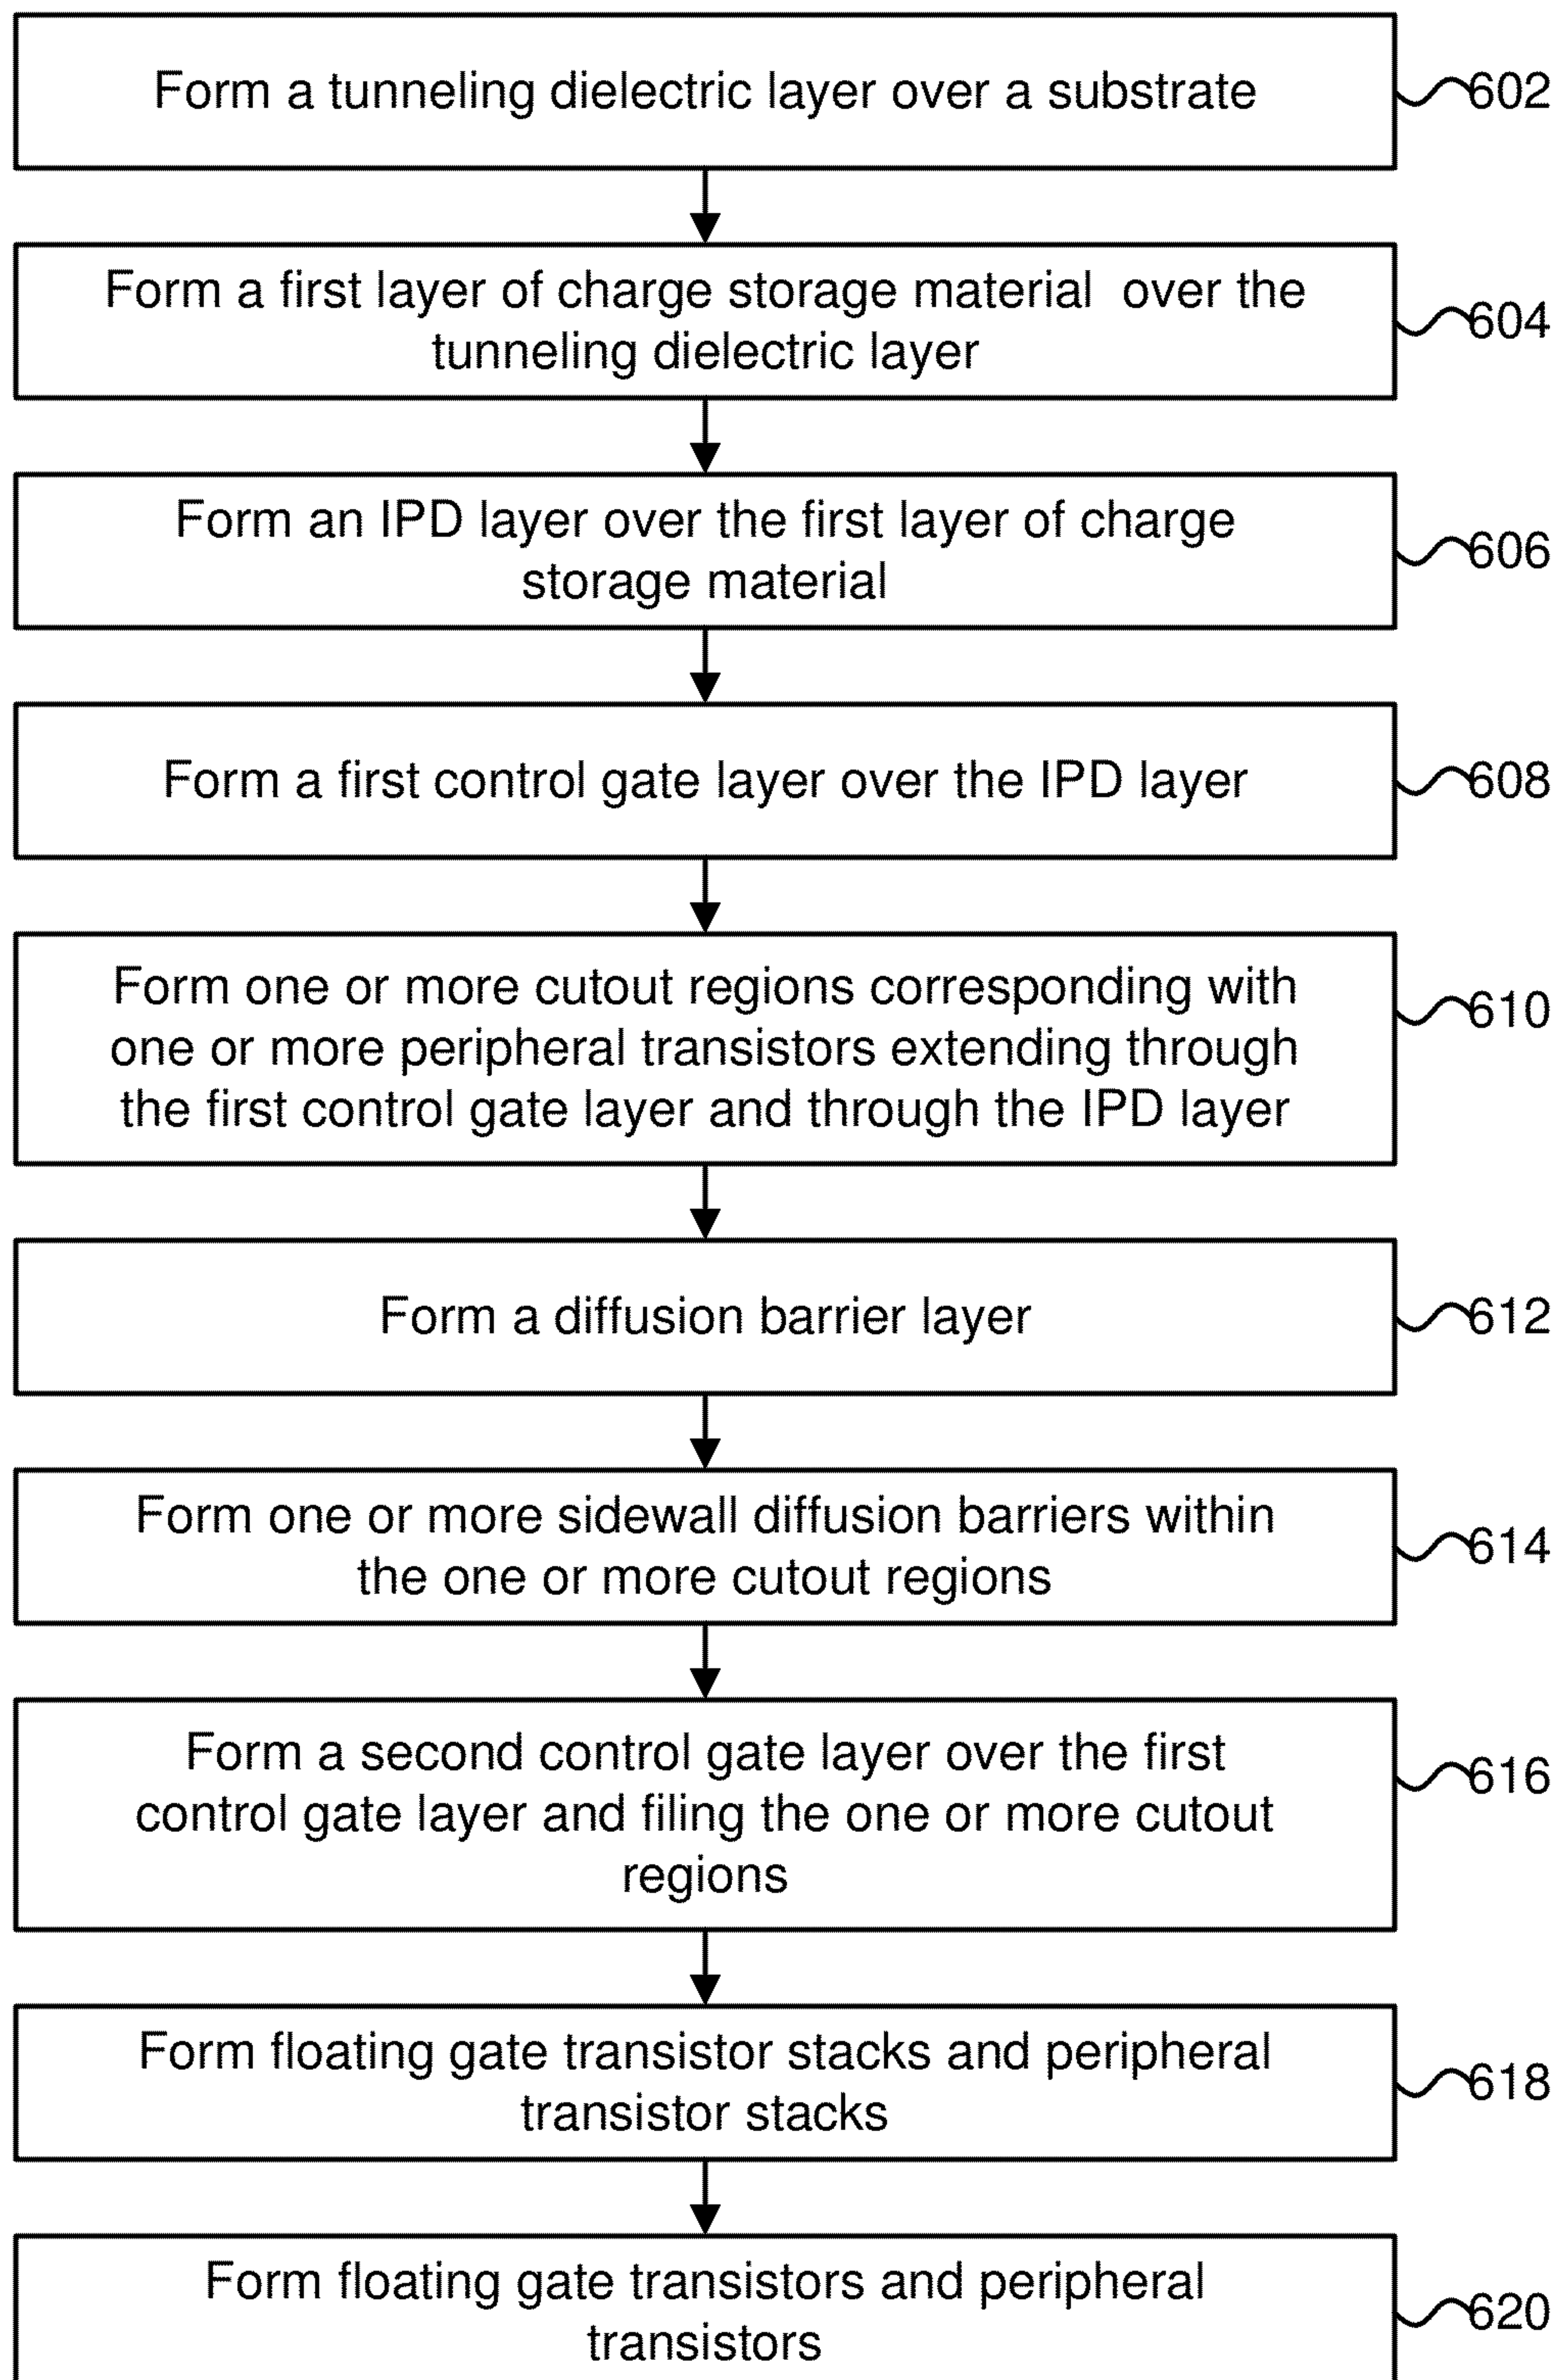 Form a tunneling dielectric layer over a substrate
602
Form a first layer of charge storage material over the
tunneling dielectric layer
604
Form an IPD layer over the first layer of charge
storage material
606
Form a first control gate layer over the IPD layer
608
Form one or more cutout regions corresponding with
one or more peripheral transistors extending through
the first control gate layer and through the IPD layer
610
Form a diffusion barrier layer
612
Form one or more sidewall diffusion barriers within
the one or more cutout regions
614
Form a second control gate layer over the first
control gate layer and filing the one or more cutout
regions
616
Form floating gate transistor stacks and peripheral
transistor stacks
618
Form floating gate transistors and peripheral
transistors
620